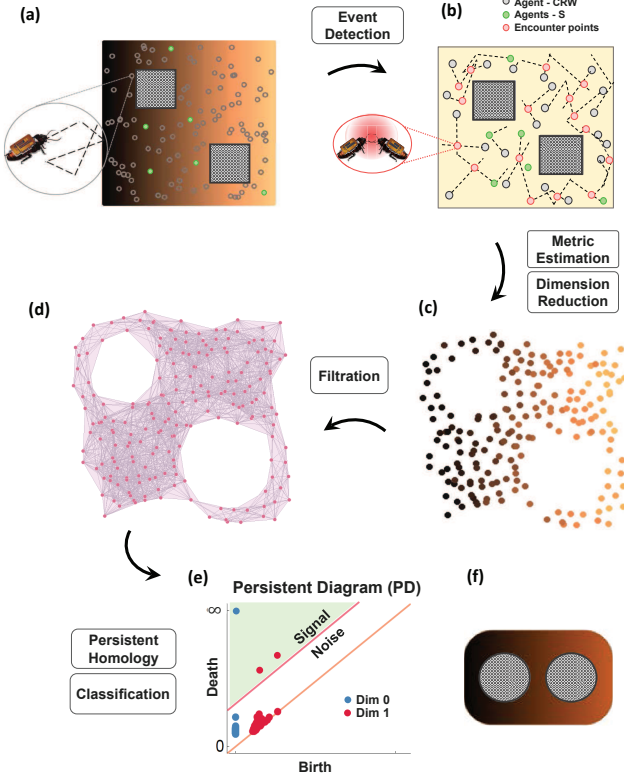 (a)
Event
Detection
(b)
Agent - CRW
Agents - S
Encounter points
Metric
Estimation
Dimension
Reduction
(c)
(d)
Filtration
(e)
Persistent Diagram (PD)
Persistent
Homology
Classification
Death
∞
0
Signal
Noise
Dim 0
Dim 1
Birth
(f)